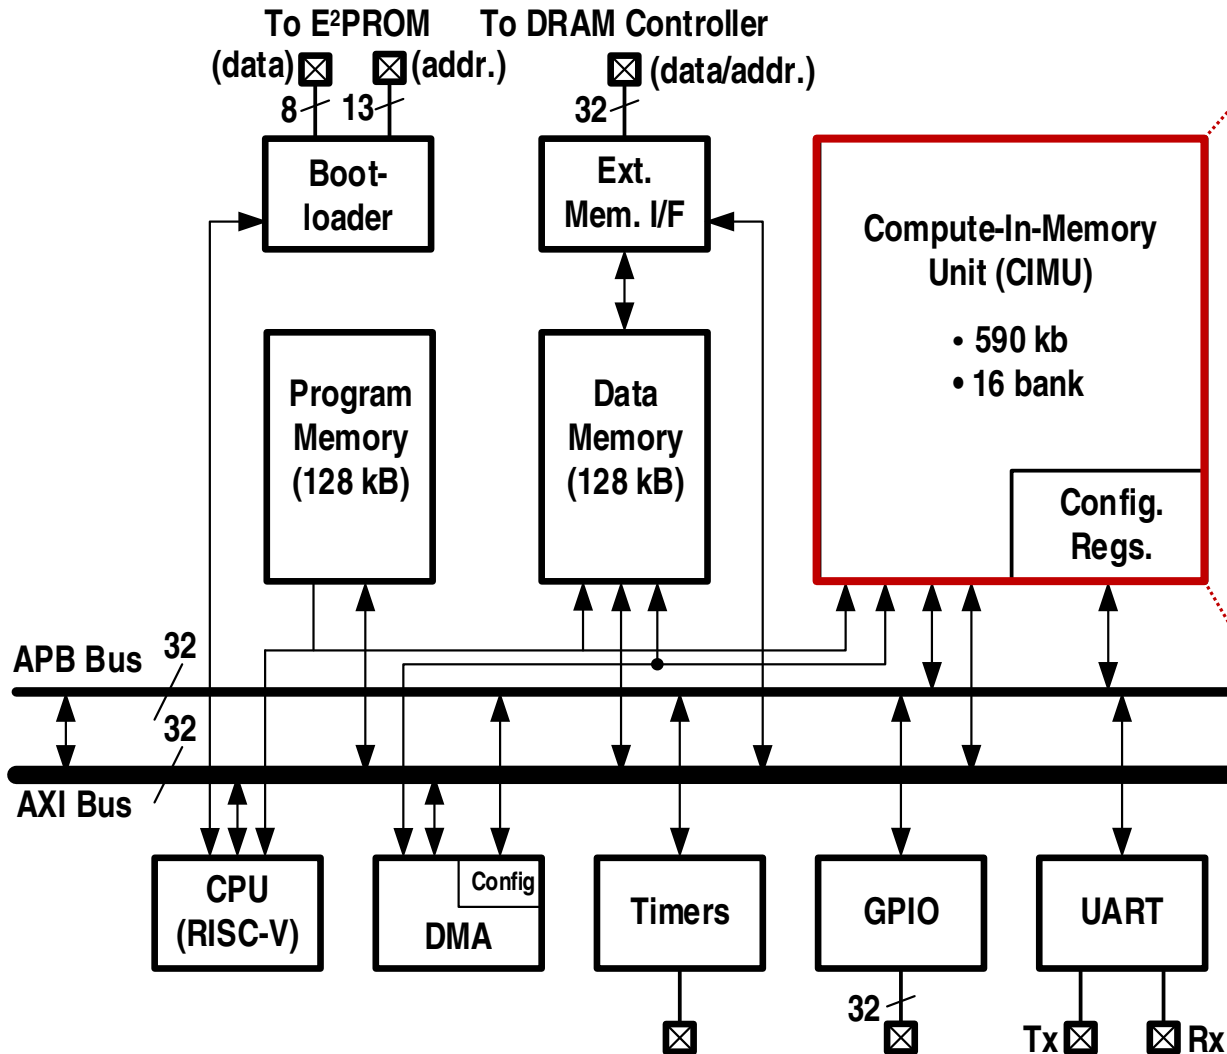 To E²PROM
To DRAM Controller
(data)
(addr.)
(data/addr.)
8
13
32
Boot-
loader
Ext.
Mem. I/F
Compute-In-Memory
Unit (CIMU)
• 590 kb
• 16 bank
Program
Memory
(128 kB)
Data
Memory
(128 kB)
Config.
Regs.
APB Bus
32
32
AXI Bus
CPU
(RISC-V)
Config
DMA
Timers
GPIO
UART
32
Tx
Rx